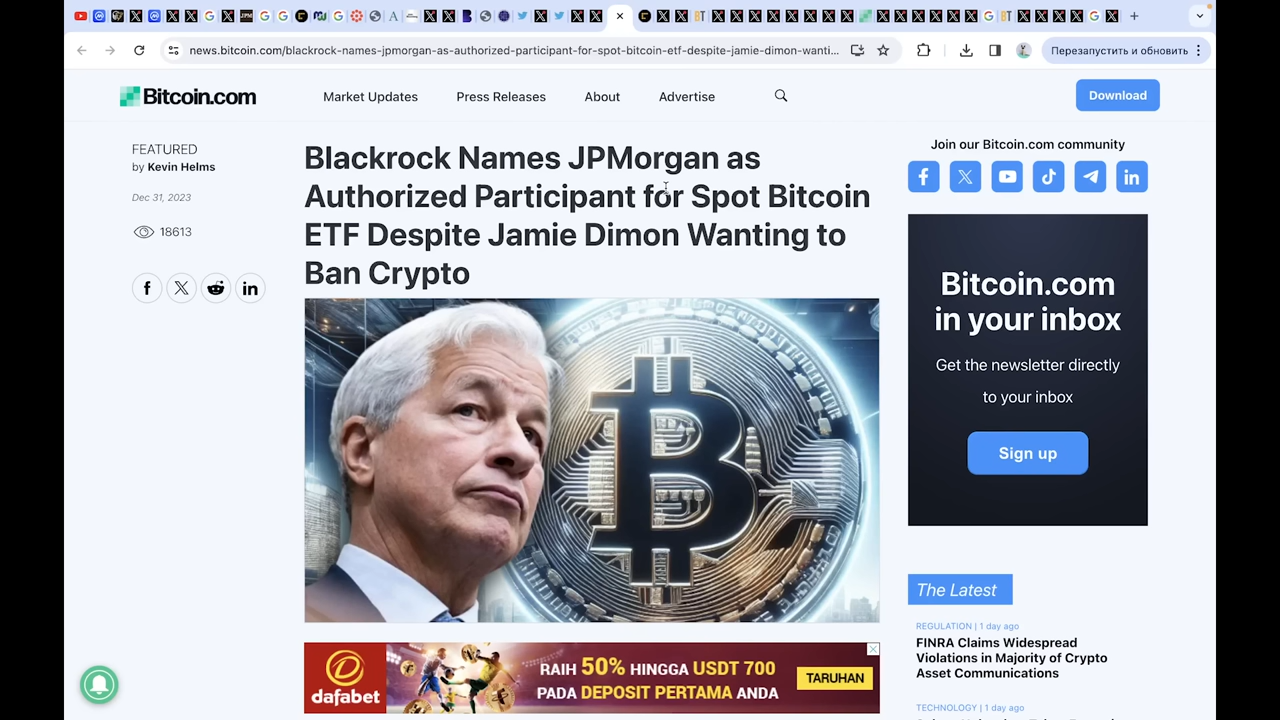 news.bitcoin.com/blackrock-names-jpmorgan-as-authorized-participant-for-spot-bitcoin-etf-despite-jamie-dimon-wanti...
Перезапустить и обновить
Bitcoin.com
Market Updates
Press Releases
About
Advertise
Download
FEATURED
by Kevin Helms
Dec 31, 2023
18613
Blackrock Names JPMorgan as
Authorized Participant for Spot Bitcoin
ETF Despite Jamie Dimon Wanting to
Ban Crypto
dafabet
RAIH 50% HINGGA USDT 700
PADA DEPOSIT PERTAMA ANDA
TARUHAN
Join our Bitcoin.com community
Bitcoin.com
in your inbox
Get the newsletter directly
to your inbox
Sign up
The Latest
REGULATION | 1 day ago
FINRA Claims Widespread
Violations in Majority of Crypto
Asset Communications
TECHNOLOGY | 1 day ago